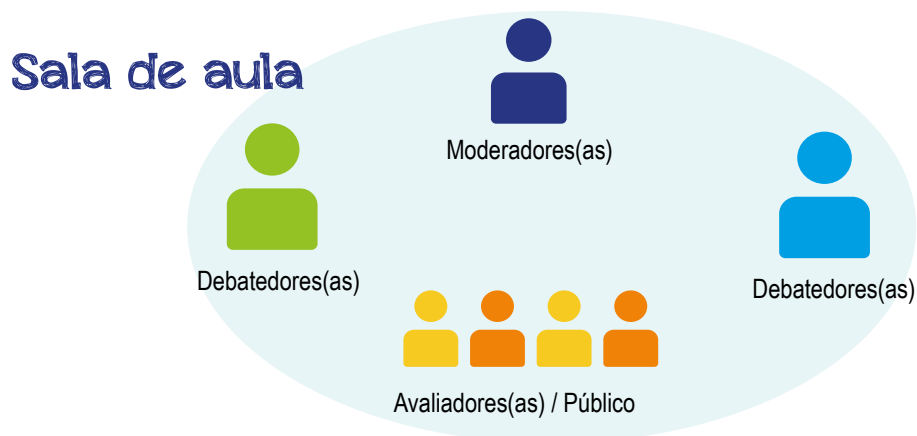 Sala de aula
Moderadores(as)
Debatedores(as)
Debatedores(as)
Avaliadores(as) / Público